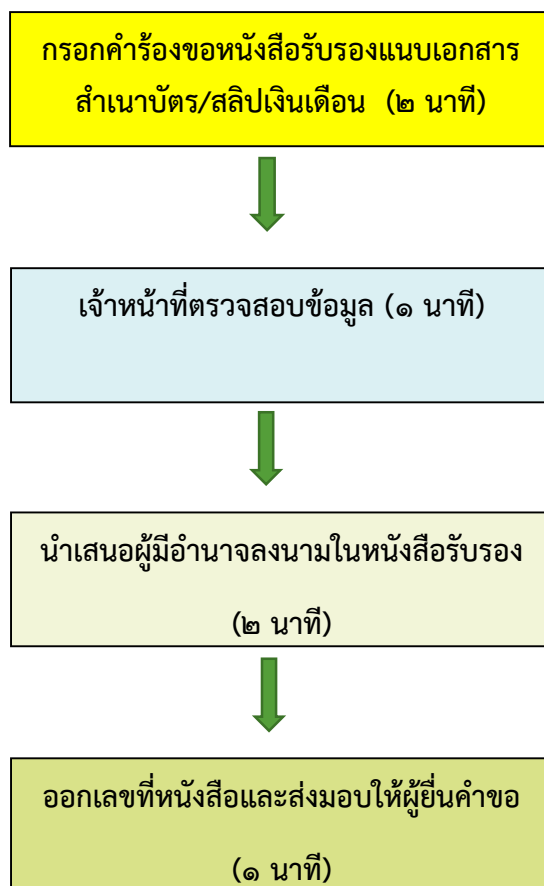 กรอกคำร้องขอหนังสือรับรองแนบเอกสาร
สำเนาบัตร/สลิปเงินเดือน (๒ นาที)
เจ้าหน้าที่ตรวจสอบข้อมูล (๑ นาที)
นำเสนอผู้มีอำนาจลงนามในหนังสือรับรอง
(๒ นาที)
ออกเลขที่หนังสือและส่งมอบให้ผู้ยื่นคำขอ
(๑ นาที)